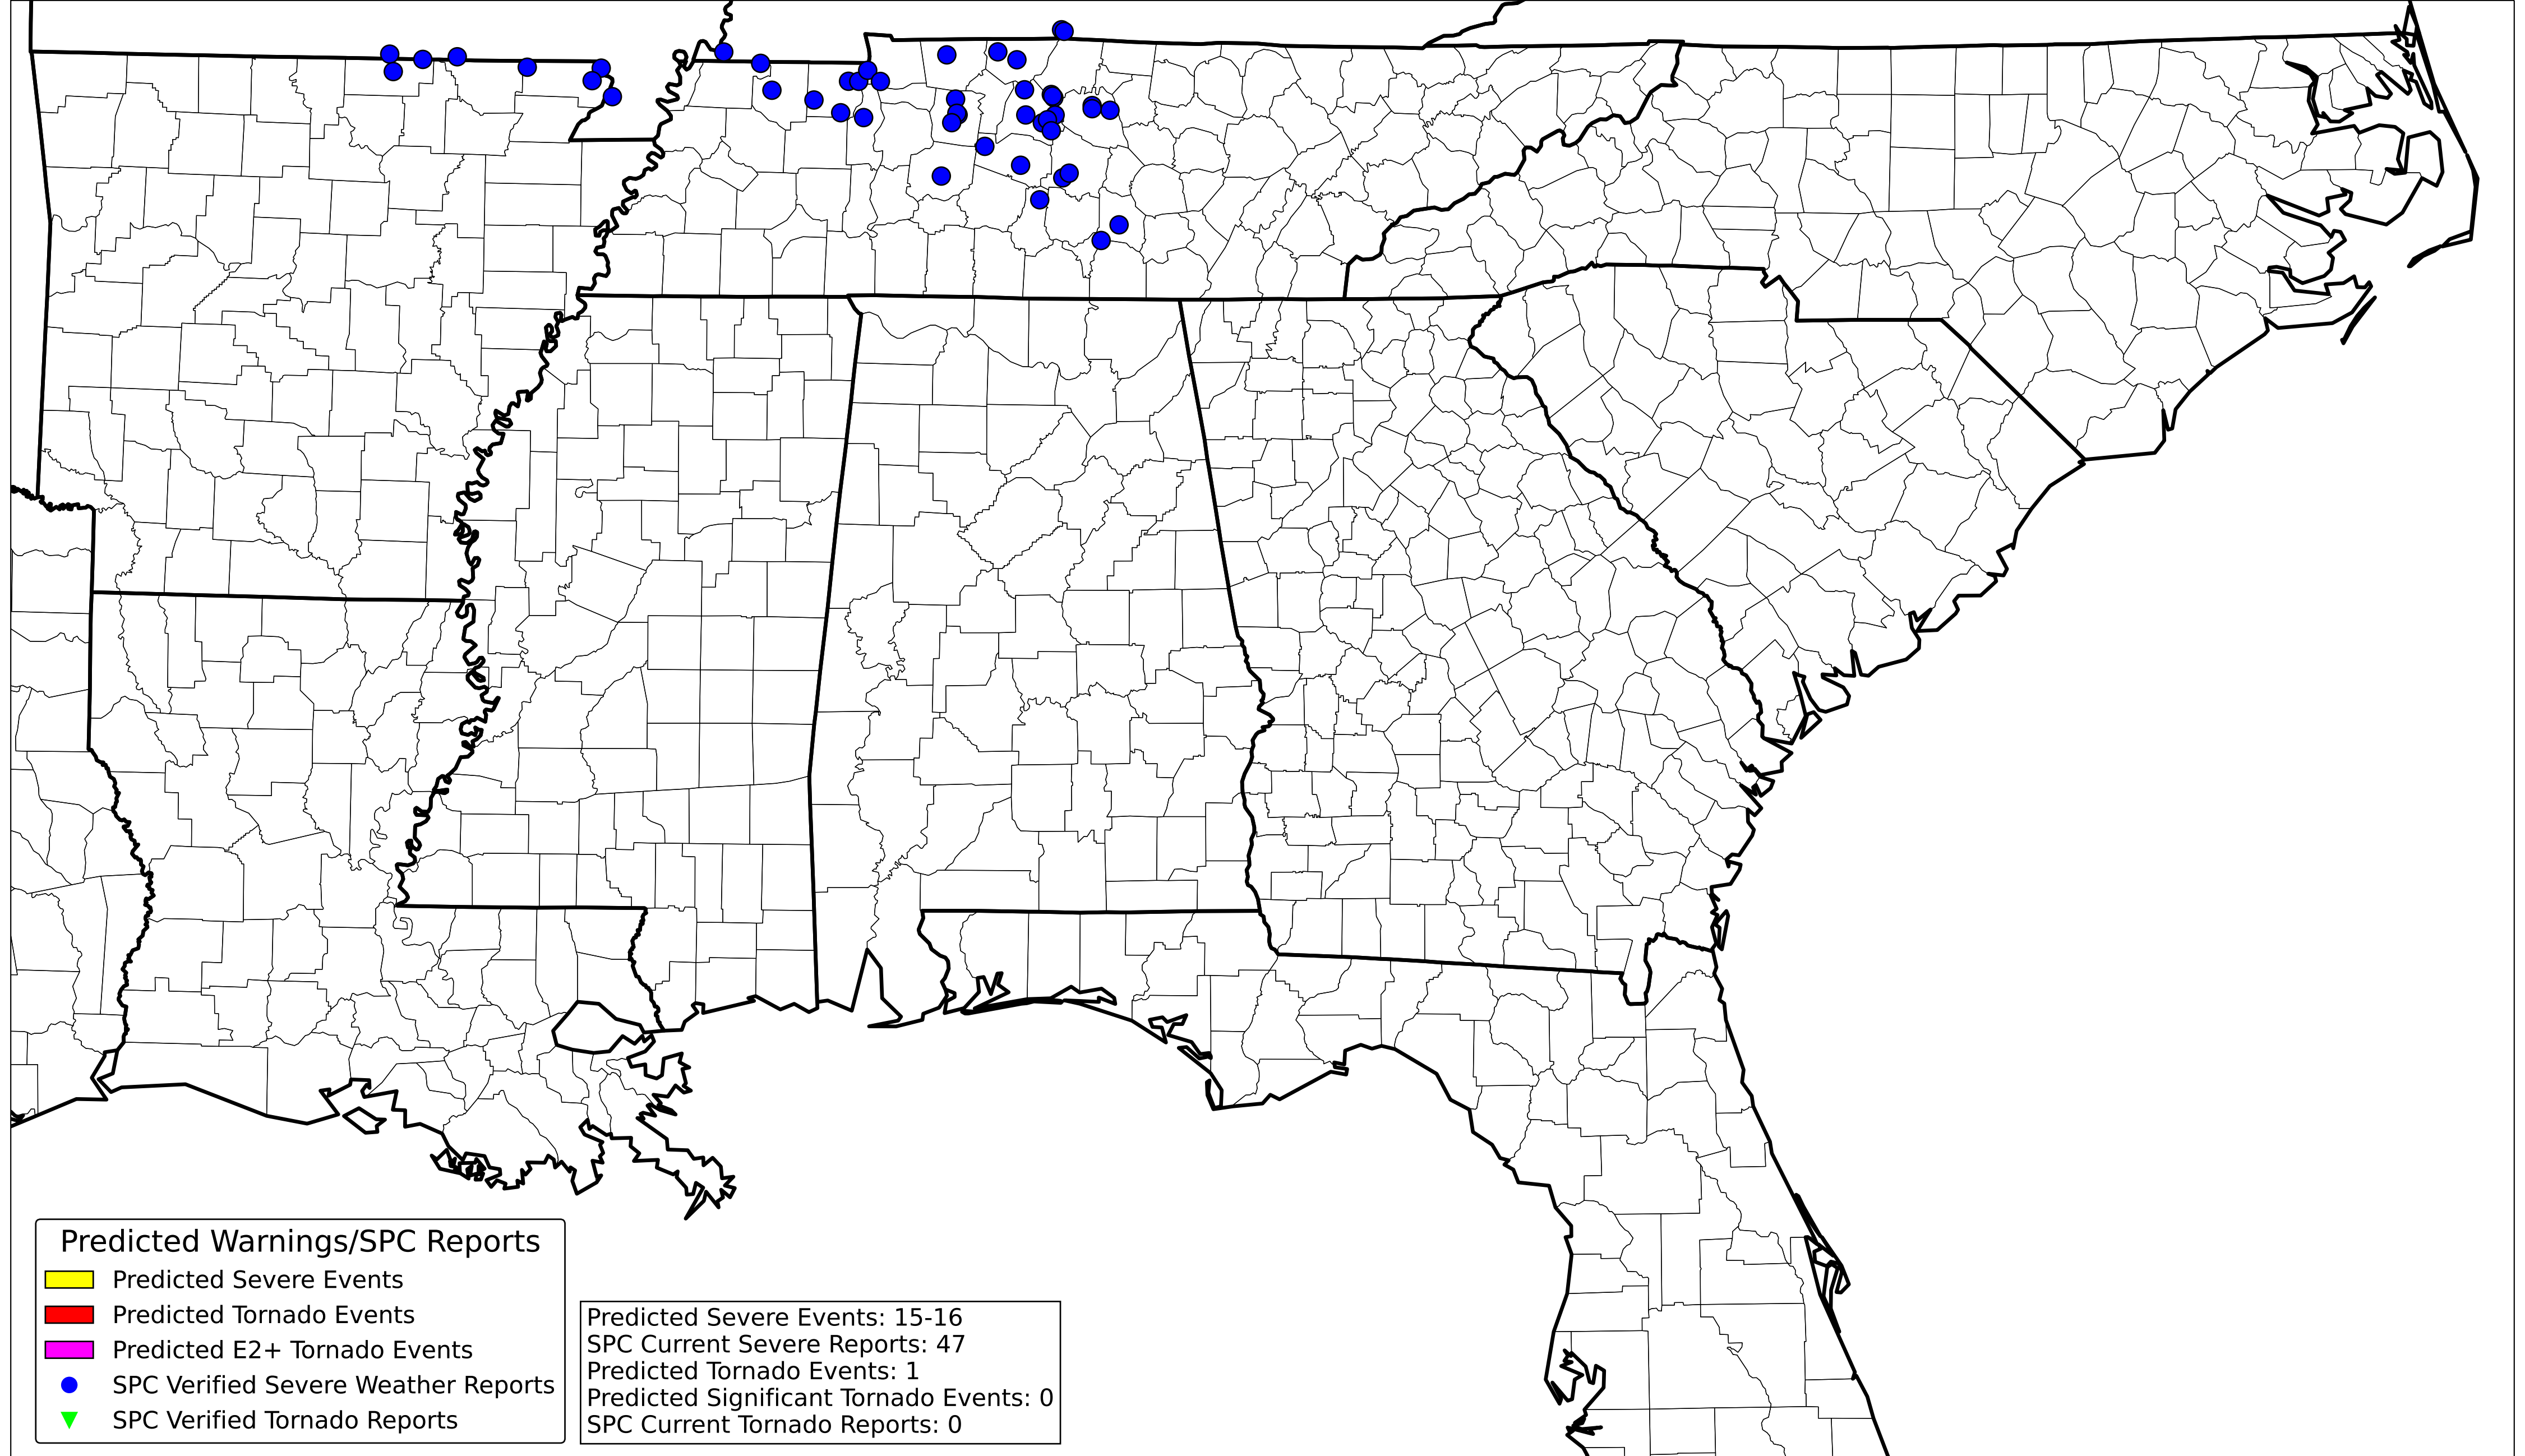 Predicted Warnings/SPC Reports
Predicted Severe Events
Predicted Tornado Events
Predicted E2+ Tornado Events
SPC Verified Severe Weather Reports
SPC Verified Tornado Reports
Predicted Severe Events: 15-16
SPC Current Severe Reports: 47
Predicted Tornado Events: 1
Predicted Significant Tornado Events: 0
SPC Current Tornado Reports: 0